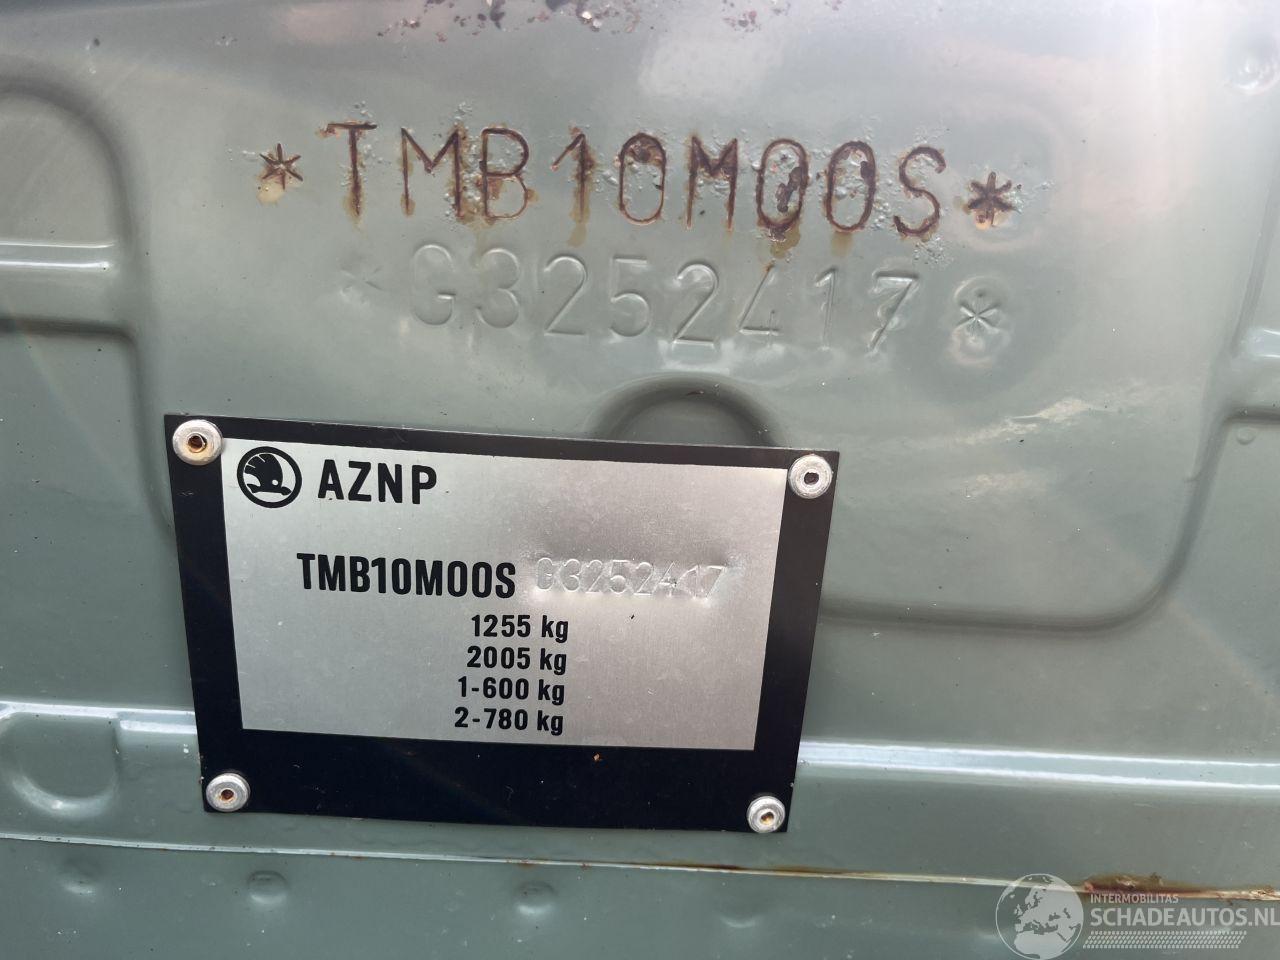 *TMB10M00S*
*G3252417*
AZNP
TMB10M00S G3252417
1255 kg
2005 kg
1-600 kg
2-780 kg
INTERMOBILITAS
SCHADEAUTOS.NL